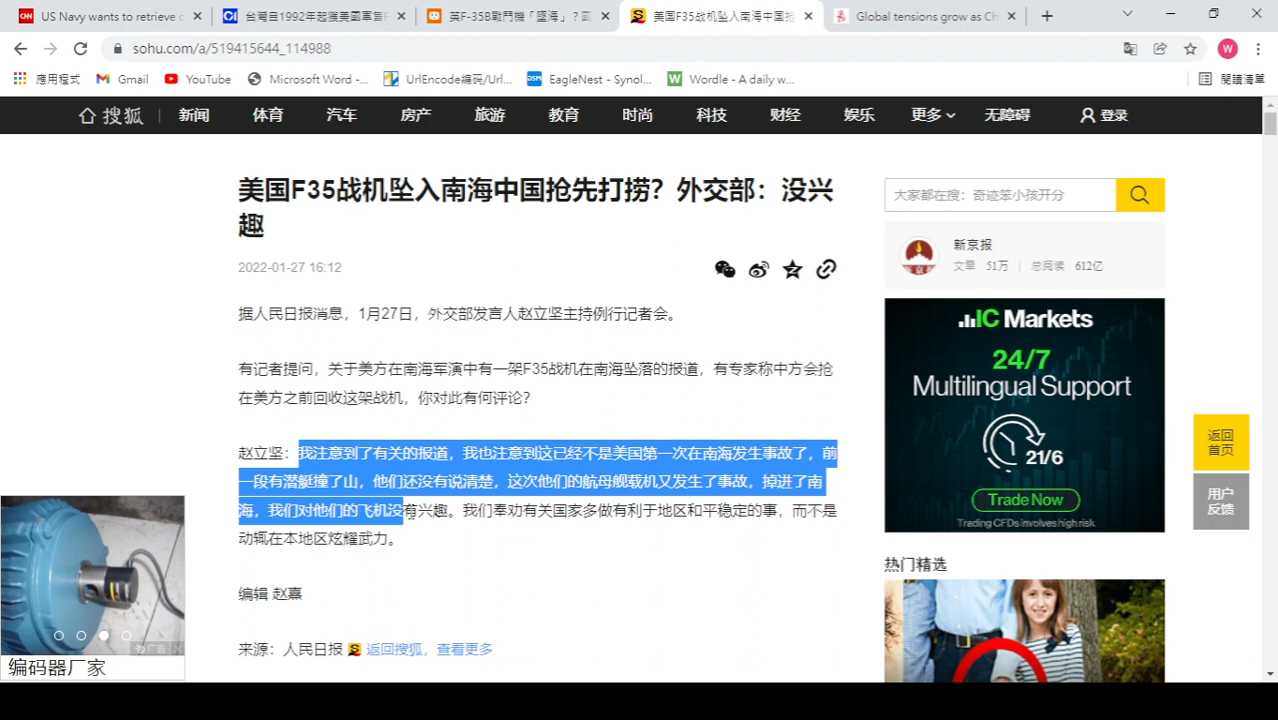 US Navy wants to retrieve
台灣自1992年起獲美國軍售
英F-35B戰鬥機「墜海」？
美国F35战机坠入南海中国抢
Global tensions grow as Ch
sohu.com/a/519415644_114988
W
應用程式
Gmail
YouTube
Microsoft Word -...
UrlEncode编码/Url...
EagleNest - Synol...
Wordle - A daily w...
閱讀清單
搜狐
新闻
体育
汽车
房产
旅游
教育
时尚
科技
财经
娱乐
更多
无障碍
登录
美国F35战机坠入南海中国抢先打捞？外交部：没兴
趣
2022-01-27 16:12
据人民日报消息，1月27日，外交部发言人赵立坚主持例行记者会。
有记者提问，关于美方在南海军演中有一架F35战机在南海坠落的报道，有专家称中方会抢
在美方之前回收这架战机，你对此有何评论？
赵立坚：我注意到了有关的报道，我也注意到这已经不是美国第一次在南海发生事故了，前
一段有潜艇撞了山，他们还没有说清楚，这次他们的航母舰载机又发生了事故，掉进了南
海，我们对他们的飞机没有兴趣。我们奉劝有关国家多做有利于地区和平稳定的事，而不是
动辄在本地区炫耀武力。
编辑 赵熹
来源：人民日报 返回搜狐，查看更多
大家都在搜：奇迹笨小孩开分
新京报
文章 51万 | 总阅读 612亿
IC Markets
24/7
Multilingual Support
21/6
Trade Now
Trading CFDs involves high risk
热门精选
返回
首页
用户
反馈
广告
编码器厂家